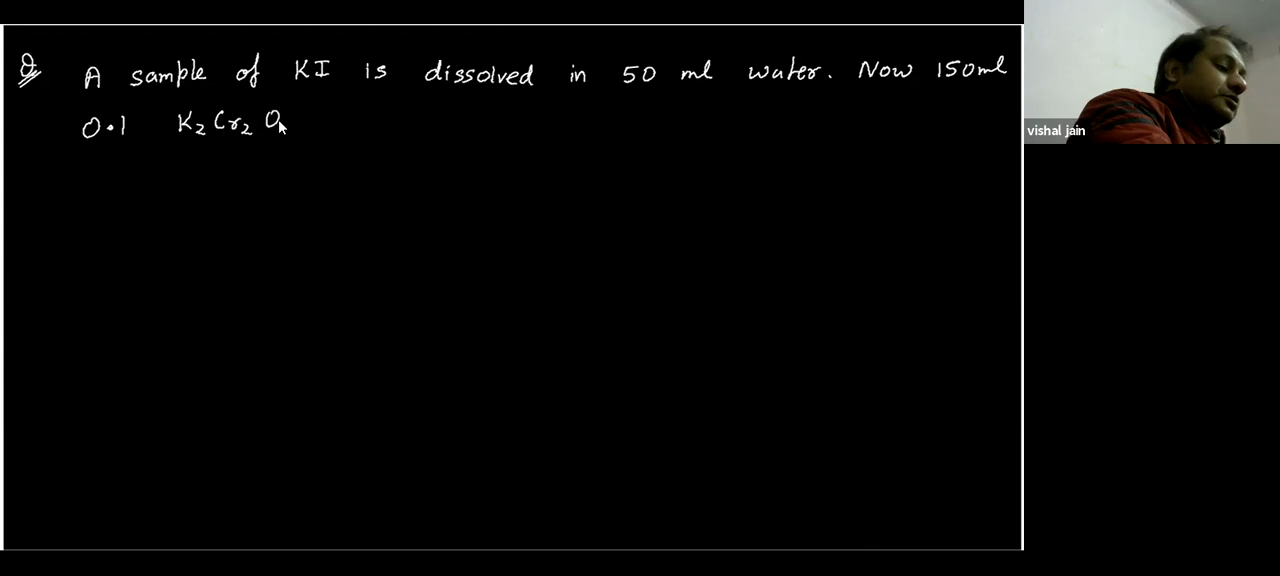 Q A sample of KI is dissolved in 50 ml water. Now 150ml
0.1 K2Cr2O
vishal jain